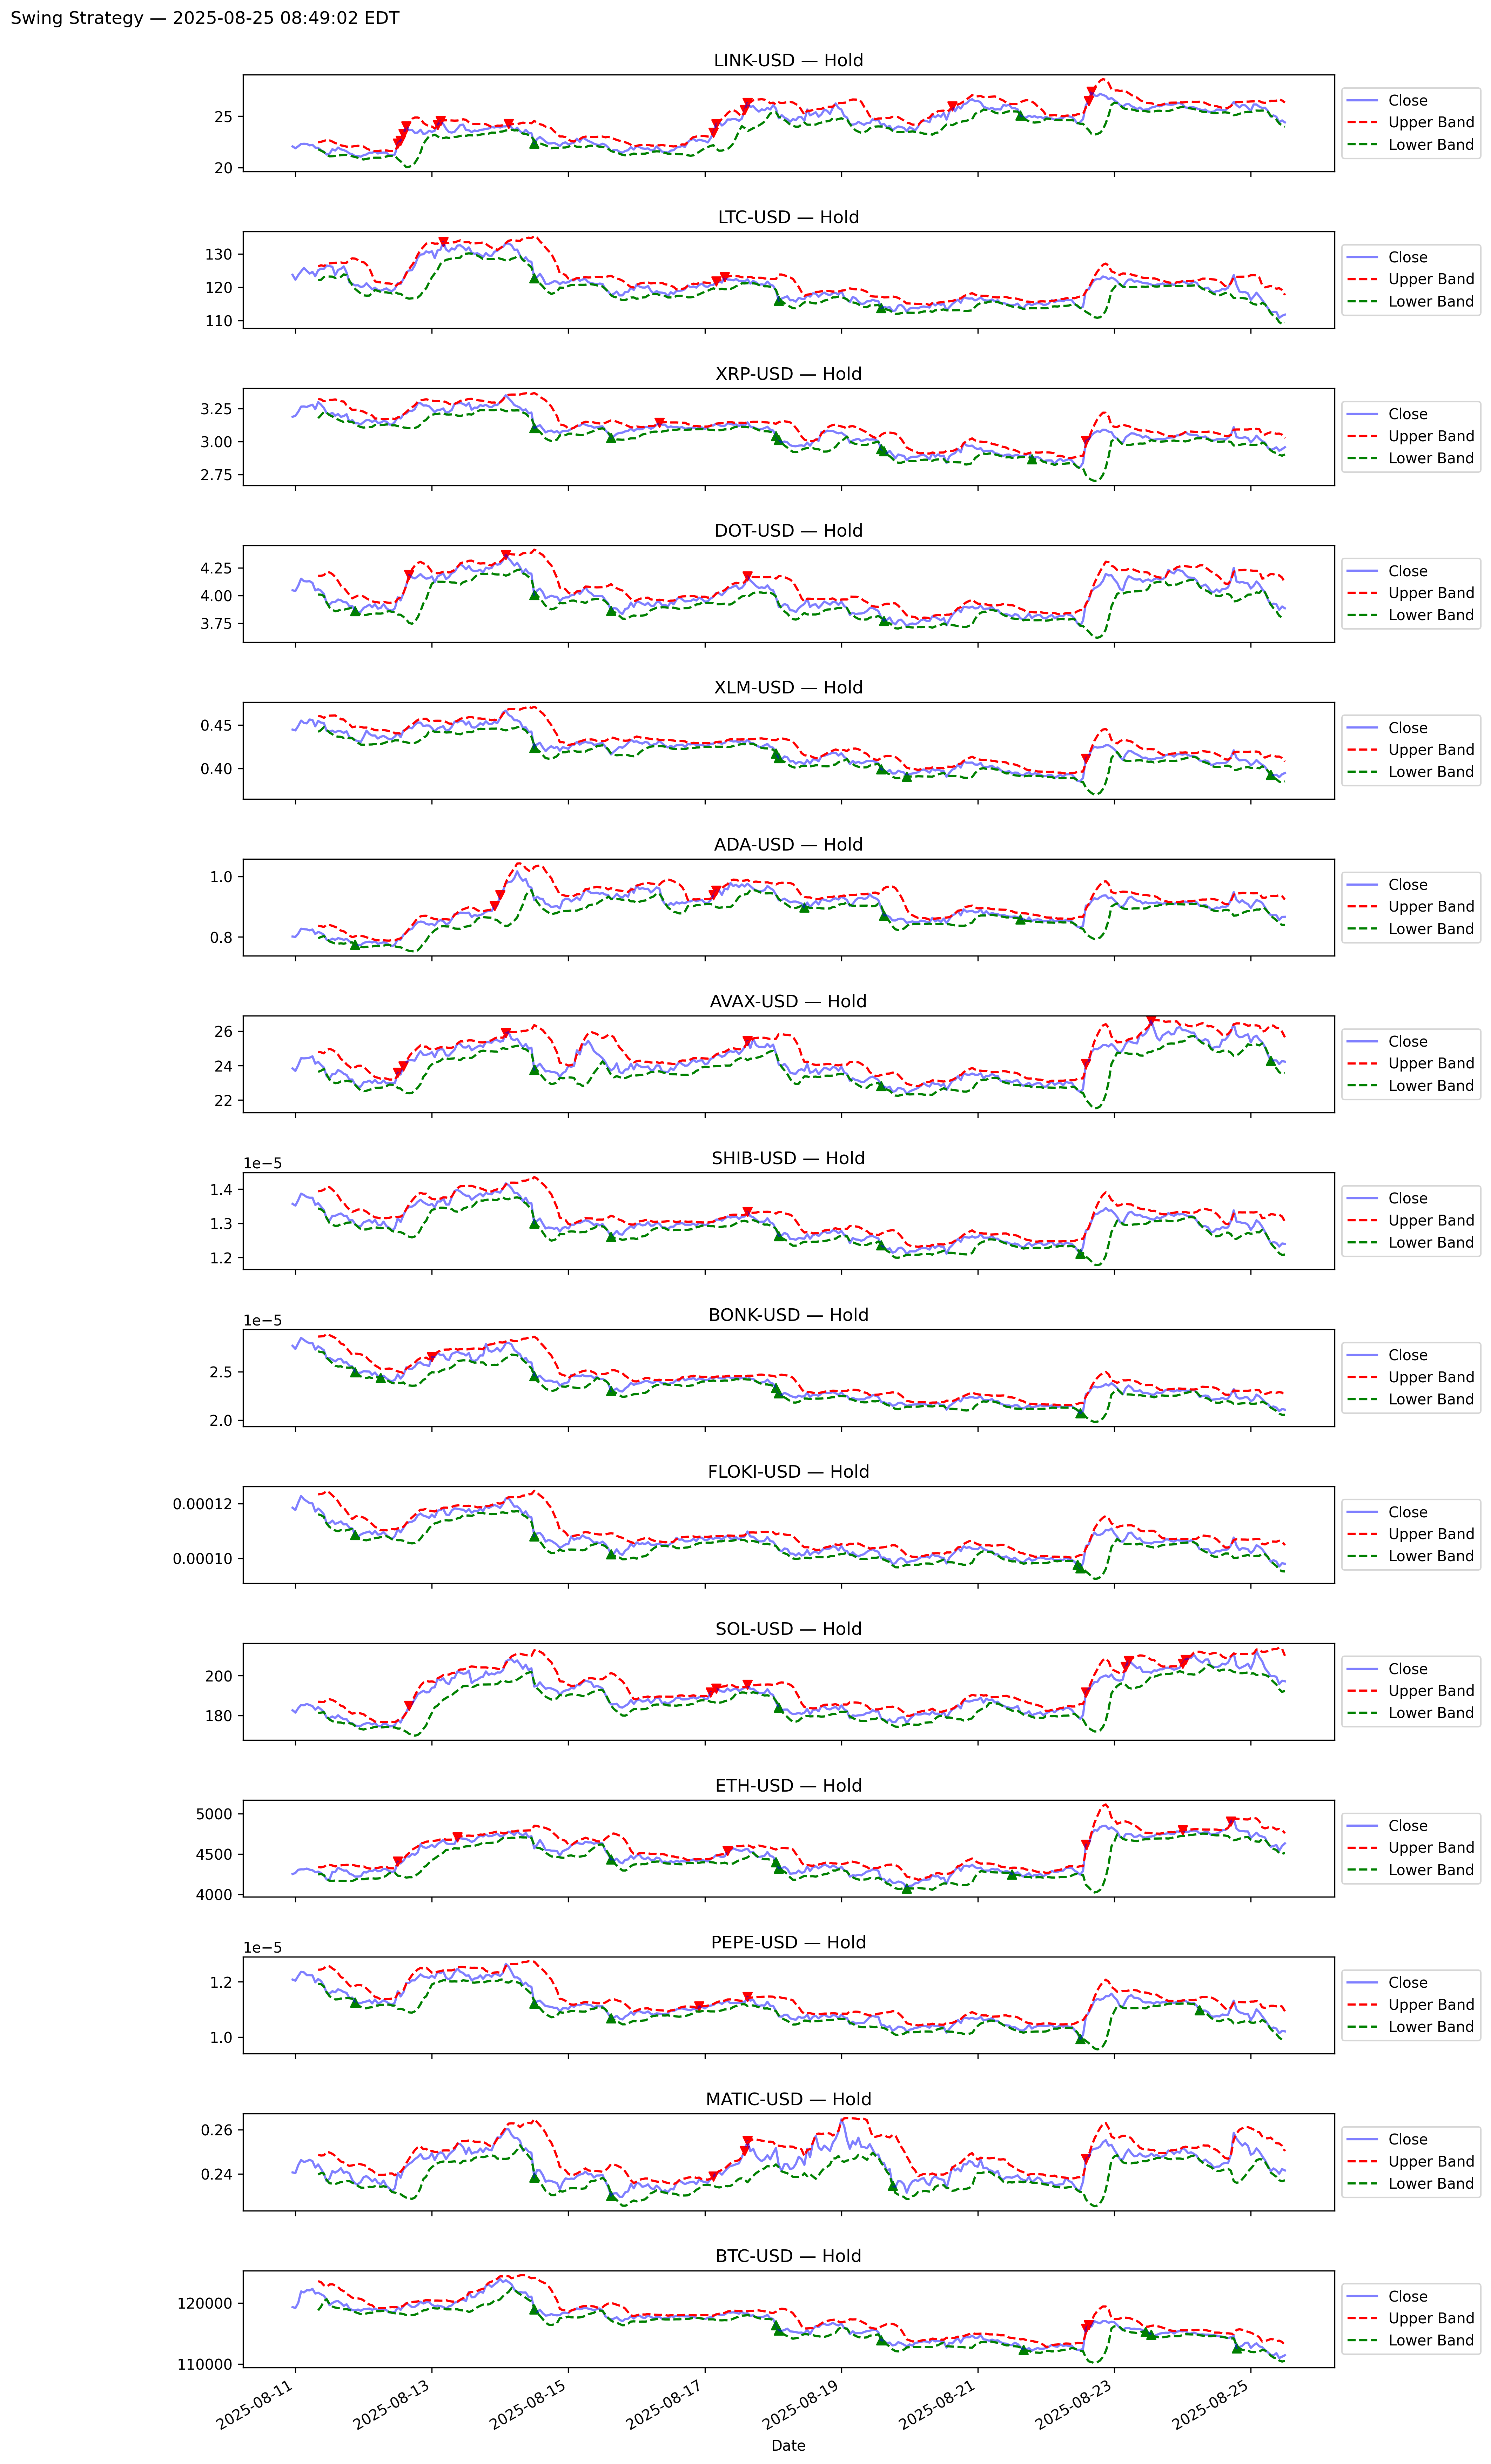 Swing Strategy — 2025-08-25 08:49:02 EDT
LINK-USD — Hold
25
20
Close
Upper Band
Lower Band
LTC-USD — Hold
130
120
110
Close
Upper Band
Lower Band
XRP-USD — Hold
3.25
3.00
2.75
Close
Upper Band
Lower Band
DOT-USD — Hold
4.25
4.00
3.75
Close
Upper Band
Lower Band
XLM-USD — Hold
0.45
0.40
Close
Upper Band
Lower Band
ADA-USD — Hold
1.0
0.8
Close
Upper Band
Lower Band
AVAX-USD — Hold
26
24
22
Close
Upper Band
Lower Band
SHIB-USD — Hold
1e−5
1.4
1.3
1.2
Close
Upper Band
Lower Band
BONK-USD — Hold
1e−5
2.5
2.0
Close
Upper Band
Lower Band
FLOKI-USD — Hold
0.00012
0.00010
Close
Upper Band
Lower Band
SOL-USD — Hold
200
180
Close
Upper Band
Lower Band
ETH-USD — Hold
5000
4500
4000
Close
Upper Band
Lower Band
PEPE-USD — Hold
1e−5
1.2
1.0
Close
Upper Band
Lower Band
MATIC-USD — Hold
0.26
0.24
Close
Upper Band
Lower Band
BTC-USD — Hold
120000
110000
Close
Upper Band
Lower Band
2025-08-11
2025-08-13
2025-08-15
2025-08-17
2025-08-19
2025-08-21
2025-08-23
2025-08-25
Date